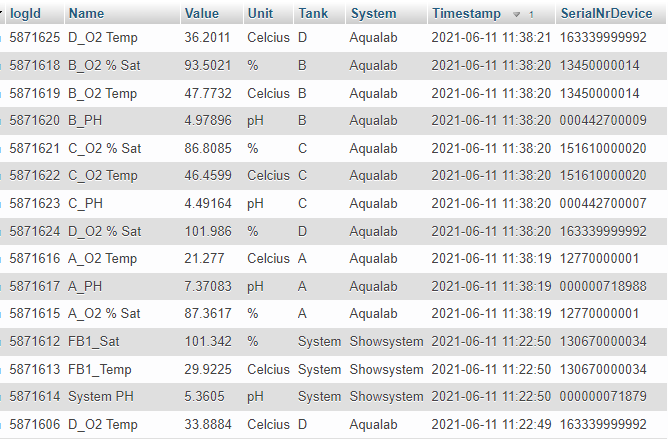 logId Name Value Unit Tank System Timestamp 1 SerialNrDevice
5871625 D_O2 Temp 36.2011 Celcius D Aqualab 2021-06-11 11:38:21 163339999992
5871618 B_O2 % Sat 93.5021 % B Aqualab 2021-06-11 11:38:20 13450000014
5871619 B_O2 Temp 47.7732 Celcius B Aqualab 2021-06-11 11:38:20 13450000014
5871620 B_PH 4.97896 pH B Aqualab 2021-06-11 11:38:20 000442700009
5871621 C_O2 % Sat 86.8085 % C Aqualab 2021-06-11 11:38:20 151610000020
5871622 C_O2 Temp 46.4599 Celcius C Aqualab 2021-06-11 11:38:20 151610000020
5871623 C_PH 4.49164 pH C Aqualab 2021-06-11 11:38:20 000442700007
5871624 D_O2 % Sat 101.986 % D Aqualab 2021-06-11 11:38:20 163339999992
5871616 A_O2 Temp 21.277 Celcius A Aqualab 2021-06-11 11:38:19 12770000001
5871617 A_PH 7.37083 pH A Aqualab 2021-06-11 11:38:19 000000718988
5871615 A_O2 % Sat 87.3617 % A Aqualab 2021-06-11 11:38:19 12770000001
5871612 FB1_Sat 101.342 % System Showsystem 2021-06-11 11:22:50 130670000034
5871613 FB1_Temp 29.9225 Celcius System Showsystem 2021-06-11 11:22:50 130670000034
5871614 System PH 5.3605 pH System Showsystem 2021-06-11 11:22:50 000000071879
5871606 D_O2 Temp 33.8884 Celcius D Aqualab 2021-06-11 11:22:49 163339999992